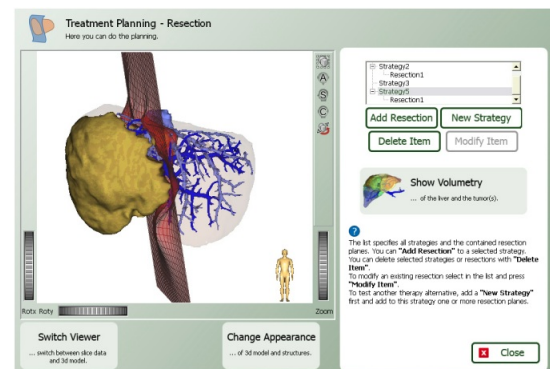 Treatment Planning - Resection
Here you can do the planning.
Strategy2
Resection1
Strategy3
Strategy5
Resection1
Add Resection
New Strategy
Delete Item
Modify Item
Show Volumetry
... of the liver and the tumor(s).
?
The list specifies all strategies and the contained resection
planes. You can "Add Resection" to a selected strategy.
You can delete selected strategies or resections with "Delete
Item".
To modify an existing resection select in the list and press
"Modify Item".
To test another therapy alternative, add a "New Strategy"
first and add to this strategy one or more resection planes.
A
S
C
Rotx Roty
Zoom
Switch Viewer
... switch between slice data
and 3d model.
Change Appearance
... of 3d model and structures.
X Close